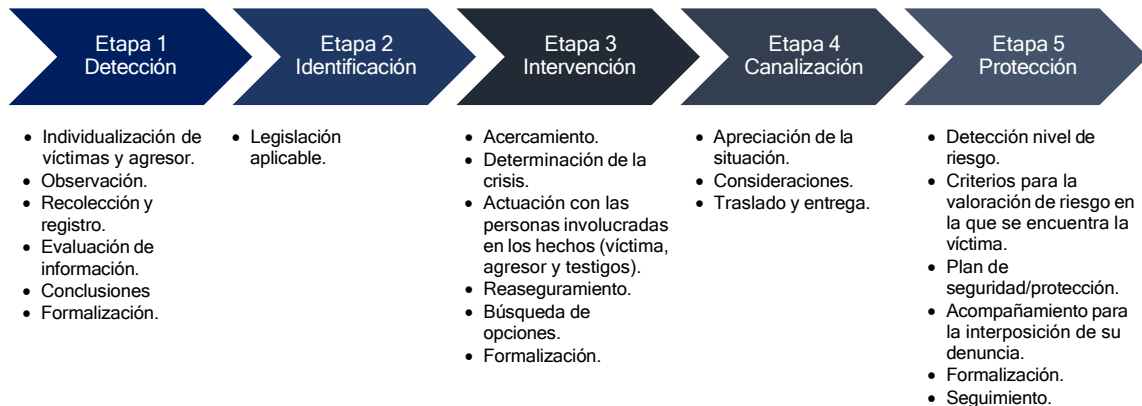 Etapa 1
Detección
Etapa 2
Identificación
Etapa 3
Intervención
Etapa 4
Canalización
Etapa 5
Protección
• Individualización de
víctimas y agresor.
• Observación.
• Recolección y
registro.
• Evaluación de
información.
• Conclusiones
• Formalización.
• Legislación
aplicable.
• Acercamiento.
• Determinación de la
crisis.
• Actuación con las
personas involucradas
en los hechos (víctima,
agresor y testigos).
• Reaseguramiento.
• Búsqueda de
opciones.
• Formalización.
• Apreciación de la
situación.
• Consideraciones.
• Traslado y entrega.
• Detección nivel de
riesgo.
• Criterios para la
valoración de riesgo en
la que se encuentra la
víctima.
• Plan de
seguridad/protección.
• Acompañamiento para
la interposición de su
denuncia.
• Formalización.
• Seguimiento.